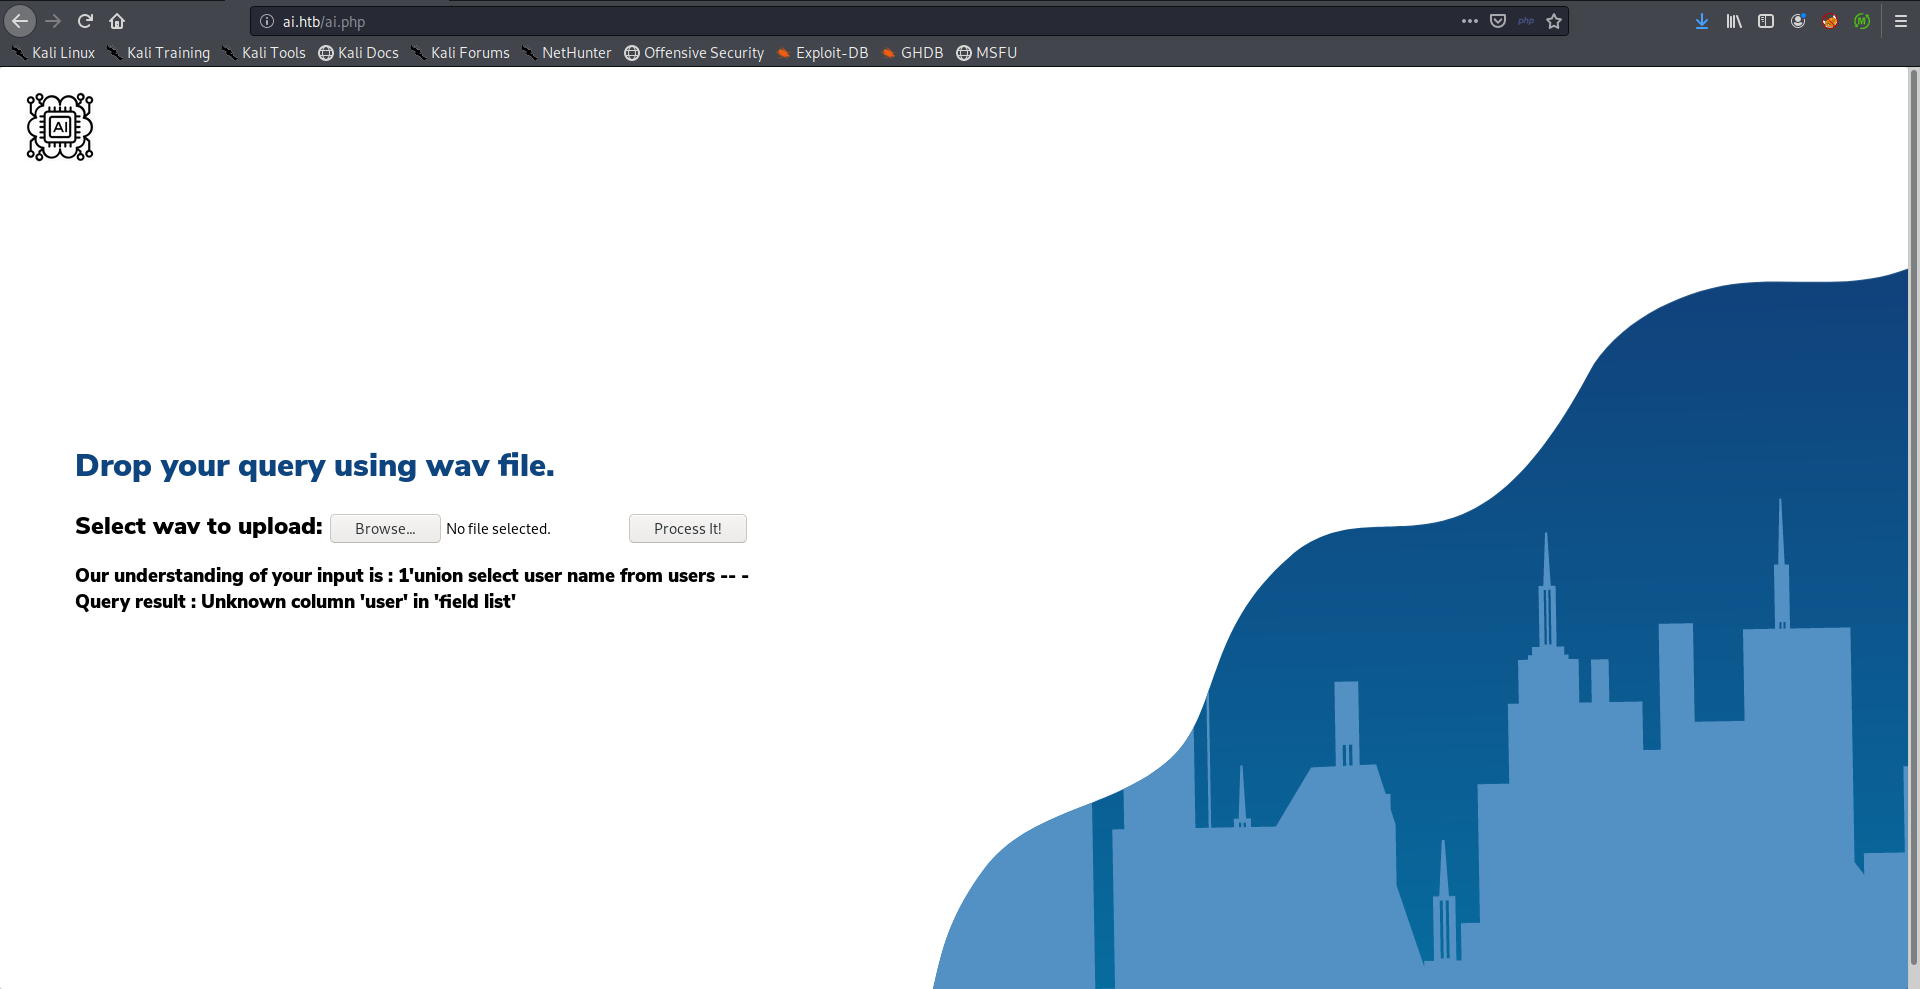 ai.htb/ai.php
php
Kali Linux Kali Training Kali Tools Kali Docs Kali Forums NetHunter Offensive Security Exploit-DB GHDB MSFU
AI
Drop your query using wav file.
Select wav to upload: Browse... No file selected. Process It!
Our understanding of your input is : 1'union select user name from users -- -
Query result : Unknown column 'user' in 'field list'